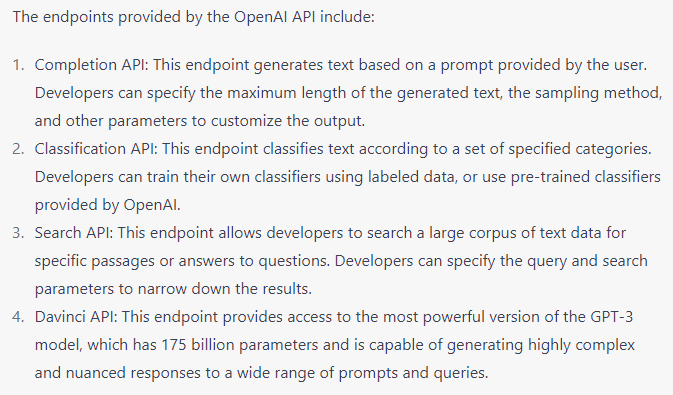 The endpoints provided by the OpenAI API include:
1. Completion API: This endpoint generates text based on a prompt provided by the user.
Developers can specify the maximum length of the generated text, the sampling method,
and other parameters to customize the output.
2. Classification API: This endpoint classifies text according to a set of specified categories.
Developers can train their own classifiers using labeled data, or use pre-trained classifiers
provided by OpenAI.
3. Search API: This endpoint allows developers to search a large corpus of text data for
specific passages or answers to questions. Developers can specify the query and search
parameters to narrow down the results.
4. Davinci API: This endpoint provides access to the most powerful version of the GPT-3
model, which has 175 billion parameters and is capable of generating highly complex
and nuanced responses to a wide range of prompts and queries.